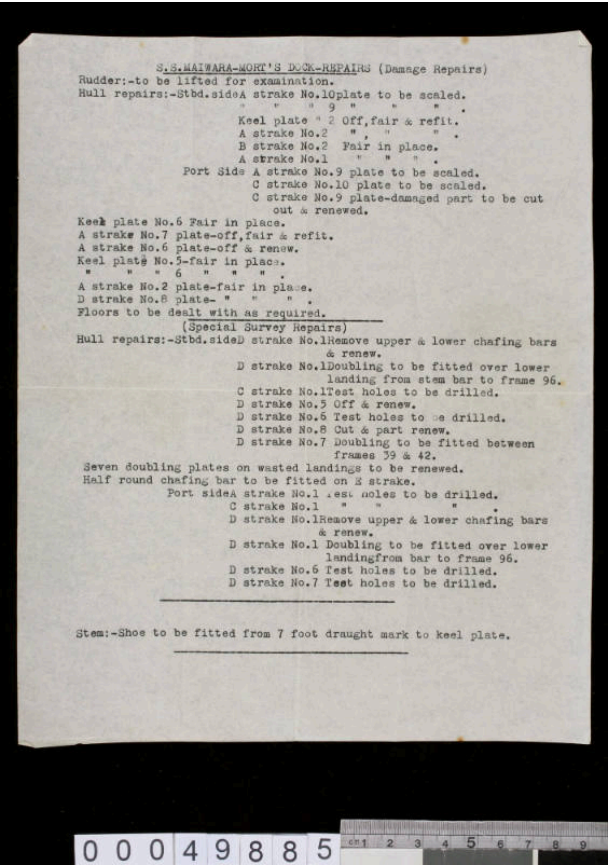 S.S.MAIWARA-MORT'S DOCK-REPAIRS (Damage Repairs)
Rudder:-to be lifted for examination.
Hull repairs:-Stbd.sideA strake No.10plate to be scaled.
" " " 9 " " " .
Keel plate " 2 Off,fair & refit.
A strake No.2 " , " " .
B strake No.2 Fair in place.
A strake No.1 " " " .
Port Side A strake No.9 plate to be scaled.
C strake No.10 plate to be scaled.
C strake No.9 plate-damaged part to be cut
out & renewed.
Keel plate No.6 Fair in place.
A strake No.7 plate-off,fair & refit.
A strake No.6 plate-off & renew.
Keel plate No.5-fair in place.
" " " 6 " " " .
A strake No.2 plate-fair in place.
D strake No.8 plate- " " " .
Floors to be dealt with as required.
(Special Survey Repairs)
Hull repairs:-Stbd.sideD strake No.1Remove upper & lower chafing bars
& renew.
D strake No.1Doubling to be fitted over lower
landing from stem bar to frame 96.
C strake No.1Test holes to be drilled.
D strake No.5 Off & renew.
D strake No.6 Test holes to be drilled.
D strake No.8 Cut & part renew.
D strake No.7 Doubling to be fitted between
frames 39 & 42.
Seven doubling plates on wasted landings to be renewed.
Half round chafing bar to be fitted on E strake.
Port sideA strake No.1 Test holes to be drilled.
C strake No.1 " " " .
D strake No.1Remove upper & lower chafing bars
& renew.
D strake No.1 Doubling to be fitted over lower
landingfrom bar to frame 96.
D strake No.6 Test holes to be drilled.
D strake No.7 Test holes to be drilled.
Stem:-Shoe to be fitted from 7 foot draught mark to keel plate.
00049885
cm 1 2 3 4 5 6 7 8 9